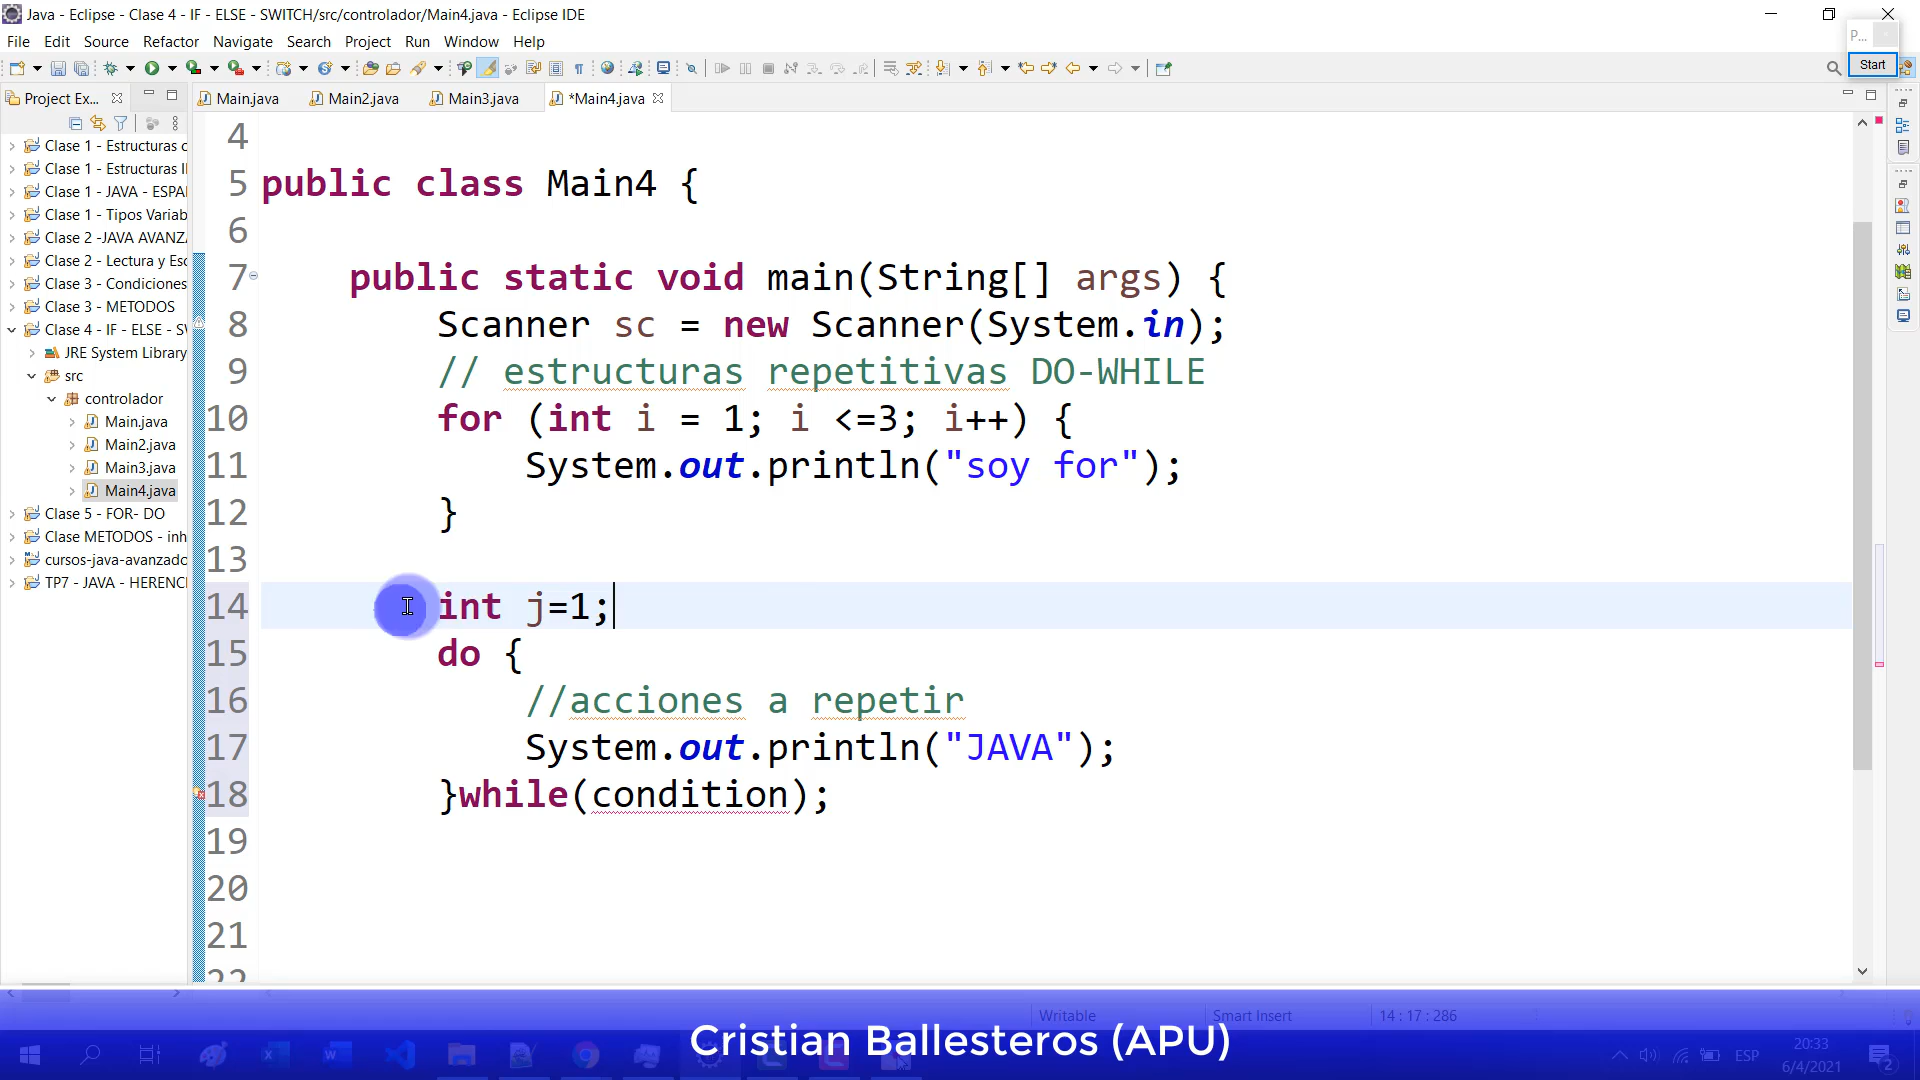 Java - Eclipse - Clase 4 - IF - ELSE - SWITCH/src/controlador/Main4.java - Eclipse IDE
File Edit Source Refactor Navigate Search Project Run Window Help
P...
Start
Project Ex...
Main.java
Main2.java
Main3.java
*Main4.java
Clase 1 - Estructuras c
Clase 1 - Estructuras I
Clase 1 - JAVA - ESPA
Clase 1 - Tipos Variab
Clase 2 -JAVA AVANZA
Clase 2 - Lectura y Esc
Clase 3 - Condiciones
Clase 3 - METODOS
Clase 4 - IF - ELSE - SV
JRE System Library
src
controlador
Main.java
Main2.java
Main3.java
Main4.java
Clase 5 - FOR- DO
Clase METODOS - inh
cursos-java-avanzado
TP7 - JAVA - HERENC
4
5 public class Main4 {
6
7 public static void main(String[] args) {
8 Scanner sc = new Scanner(System.in);
9 // estructuras repetitivas DO-WHILE
10 for (int i = 1; i <=3; i++) {
11 System.out.println("soy for");
12 }
13
14 int j=1;
15 do {
16 //acciones a repetir
17 System.out.println("JAVA");
18 }while(condition);
19
20
21
22
Writable
Smart Insert
14 : 17 : 286
Cristian Ballesteros (APU)
ESP
20:33
6/4/2021
2